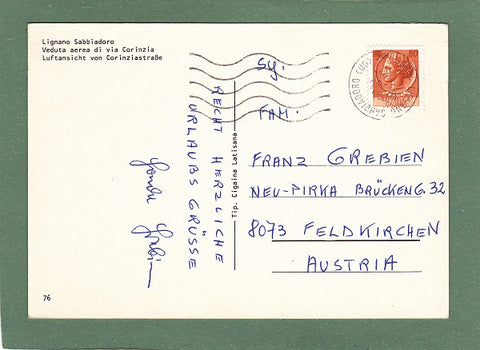 Lignano Sabbiadoro
Veduta aerea di via Corinzia
Luftansicht von Corinziastraße
RECHT HERZLICHE
URLAUBS GRÜSSE
Tip. Cigaina Latisana
Sg.
FAM.
FRANZ GREBIEN
NEU-PIRKA BRÜCKENG. 32
8073 FELDKIRCHEN
AUSTRIA
76